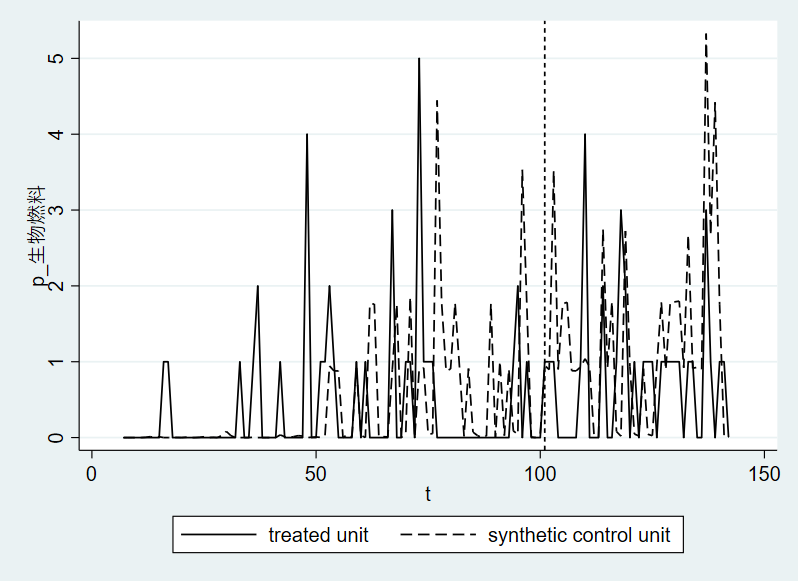 5
4
3
2
1
0
p_生物燃料
0
50
100
150
t
treated unit
synthetic control unit